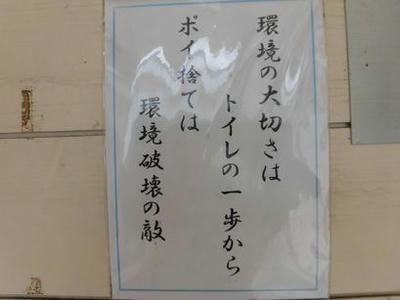 環境の大切さは
トイレの一歩から
ポイ捨ては
環境破壊の敵